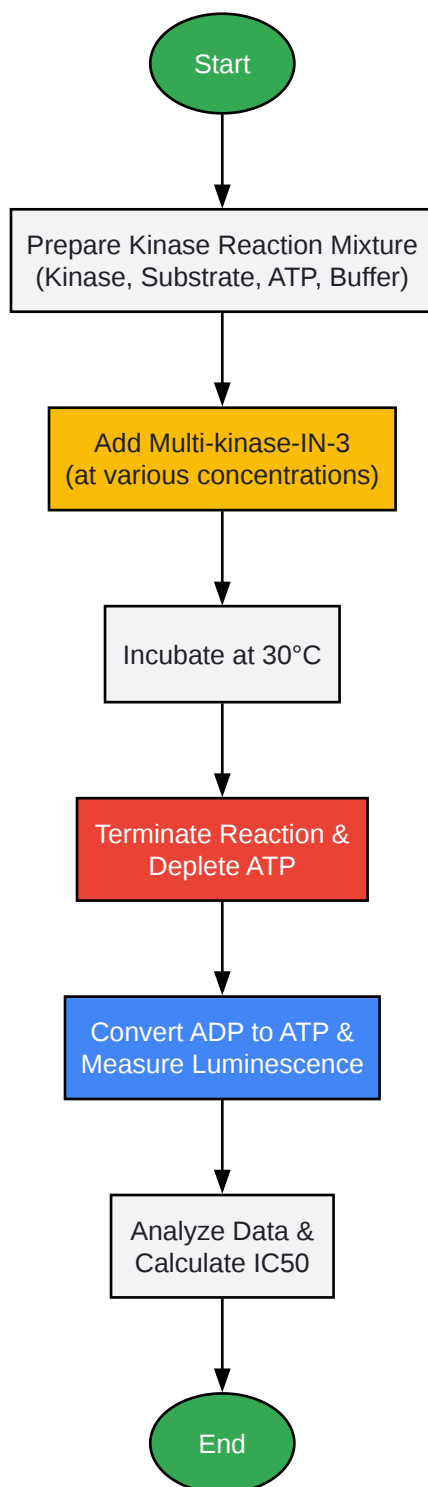 Start
Prepare Kinase Reaction Mixture
(Kinase, Substrate, ATP, Buffer)
Add Multi-kinase-IN-3
(at various concentrations)
Incubate at 30°C
Terminate Reaction &
Deplete ATP
Convert ADP to ATP &
Measure Luminescence
Analyze Data &
Calculate IC50
End